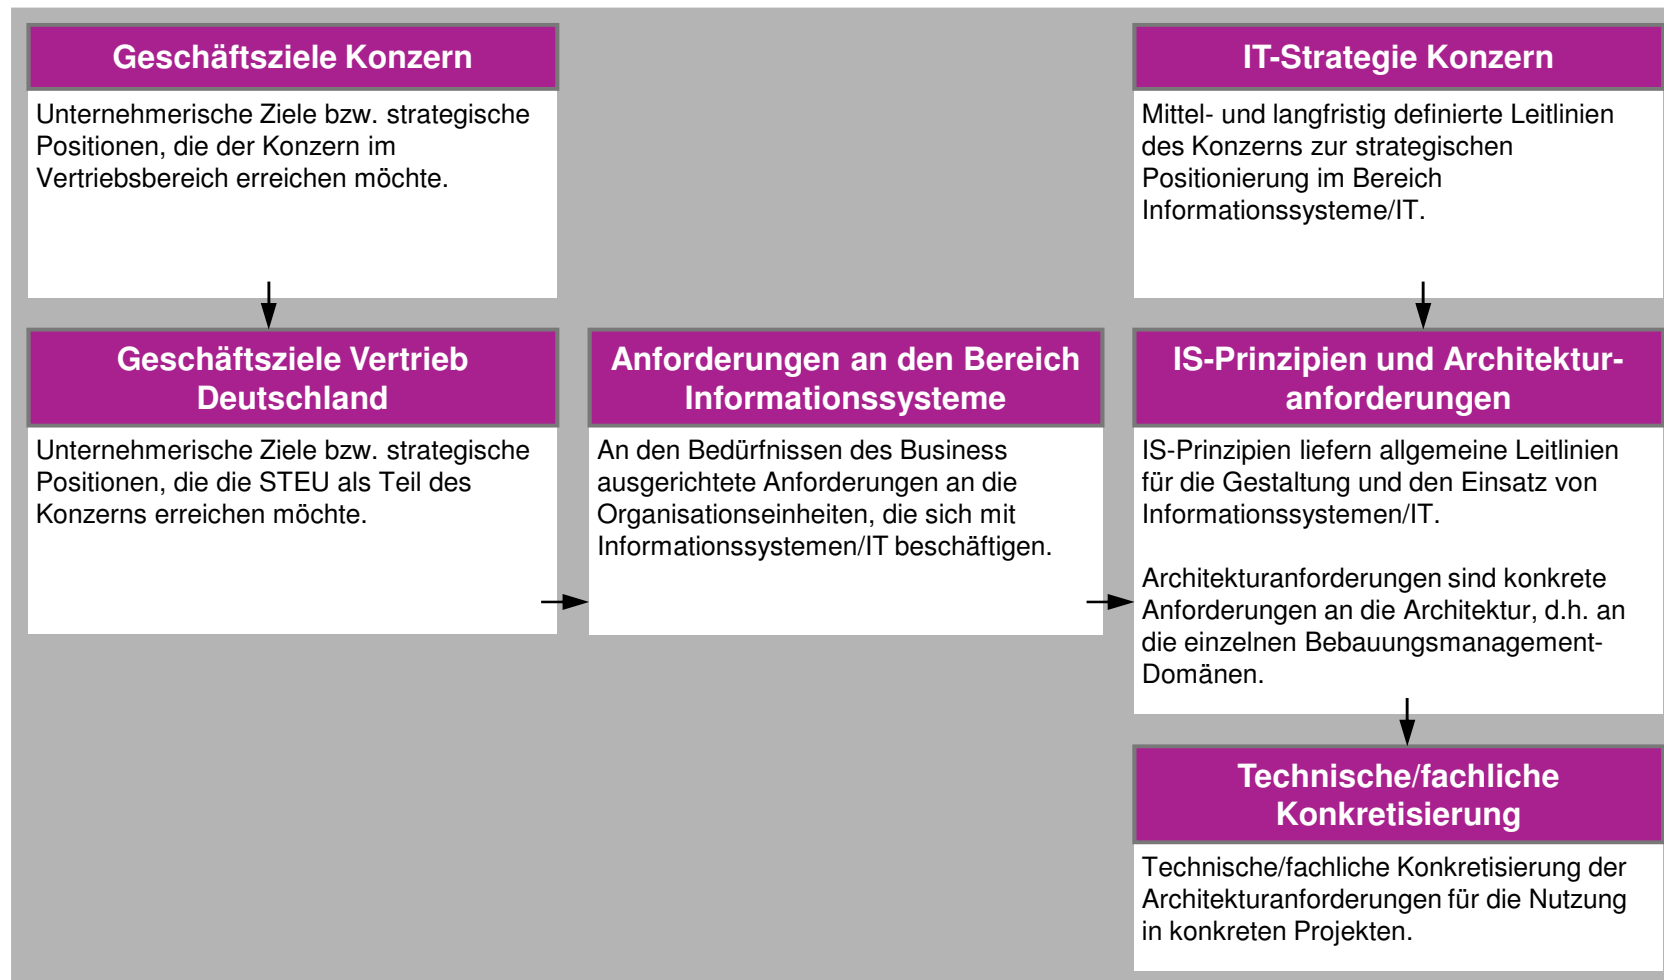 Geschäftsziele Konzern
Unternehmerische Ziele bzw. strategische
Positionen, die der Konzern im
Vertriebsbereich erreichen möchte.
IT-Strategie Konzern
Mittel- und langfristig definierte Leitlinien
des Konzerns zur strategischen
Positionierung im Bereich
Informationssysteme/IT.
Geschäftsziele Vertrieb
Deutschland
Unternehmerische Ziele bzw. strategische
Positionen, die die STEU als Teil des
Konzerns erreichen möchte.
Anforderungen an den Bereich
Informationssysteme
An den Bedürfnissen des Business
ausgerichtete Anforderungen an die
Organisationseinheiten, die sich mit
Informationssystemen/IT beschäftigen.
IS-Prinzipien und Architektur-
anforderungen
IS-Prinzipien liefern allgemeine Leitlinien
für die Gestaltung und den Einsatz von
Informationssystemen/IT.
Architekturanforderungen sind konkrete
Anforderungen an die Architektur, d.h. an
die einzelnen Bebauungsmanagement-
Domänen.
Technische/fachliche
Konkretisierung
Technische/fachliche Konkretisierung der
Architekturanforderungen für die Nutzung
in konkreten Projekten.